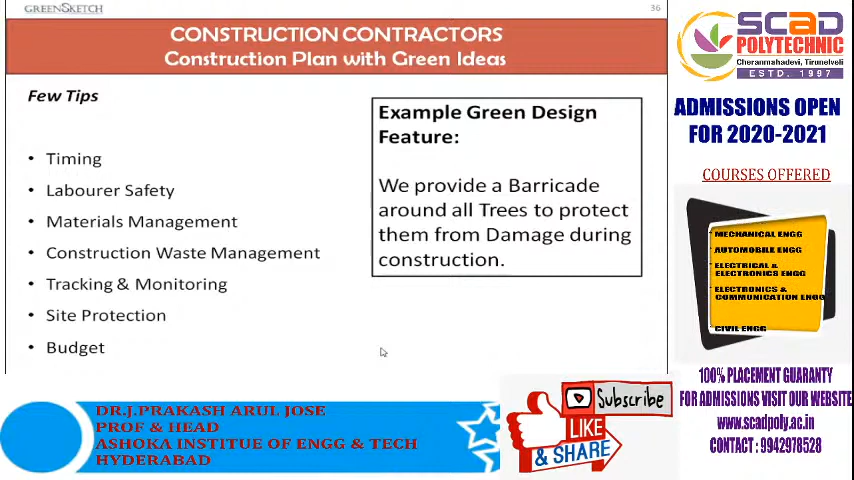 GREENSKETCH
36
CONSTRUCTION CONTRACTORS
Construction Plan with Green Ideas
Few Tips
• Timing
• Labourer Safety
• Materials Management
• Construction Waste Management
• Tracking & Monitoring
• Site Protection
• Budget
Example Green Design
Feature:
We provide a Barricade
around all Trees to protect
them from Damage during
construction.
SCAD
POLYTECHNIC
Cheranmahadevi, Tirunelveli
ESTD. 1997
ADMISSIONS OPEN
FOR 2020-2021
COURSES OFFERED
MECHANICAL ENGG
AUTOMOBILE ENGG
ELECTRICAL &
ELECTRONICS ENGG
ELECTRONICS &
COMMUNICATION ENGG
CIVIL ENGG
100% PLACEMENT GUARANTY
FOR ADMISSIONS VISIT OUR WEBSITE
www.scadpoly.ac.in
CONTACT : 9942978528
DR.J.PRAKASH ARUL JOSE
PROF & HEAD
ASHOKA INSTITUE OF ENGG & TECH
HYDERABAD
Subscribe
LIKE
& SHARE